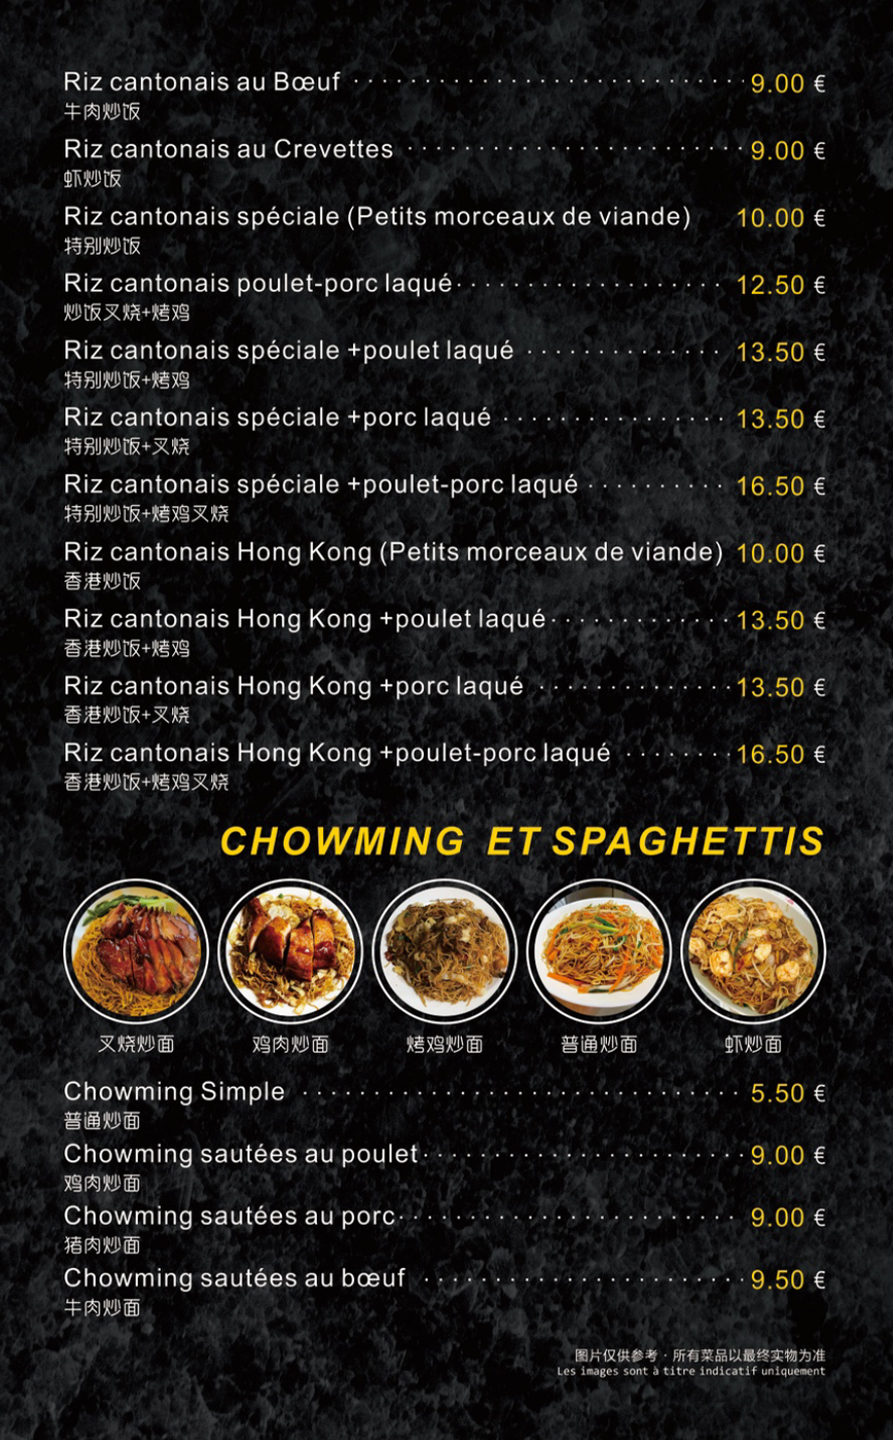 Riz cantonais au Bœuf 9.00 €
牛肉炒饭
Riz cantonais au Crevettes 9.00 €
虾炒饭
Riz cantonais spéciale (Petits morceaux de viande) 10.00 €
特别炒饭
Riz cantonais poulet-porc laqué 12.50 €
炒饭叉烧+烤鸡
Riz cantonais spéciale +poulet laqué 13.50 €
特别炒饭+烤鸡
Riz cantonais spéciale +porc laqué 13.50 €
特别炒饭+叉烧
Riz cantonais spéciale +poulet-porc laqué 16.50 €
特别炒饭+烤鸡叉烧
Riz cantonais Hong Kong (Petits morceaux de viande) 10.00 €
香港炒饭
Riz cantonais Hong Kong +poulet laqué 13.50 €
香港炒饭+烤鸡
Riz cantonais Hong Kong +porc laqué 13.50 €
香港炒饭+叉烧
Riz cantonais Hong Kong +poulet-porc laqué 16.50 €
香港炒饭+烤鸡叉烧
CHOWMING ET SPAGHETTIS
叉烧炒面 鸡肉炒面 烤鸡炒面 普通炒面 虾炒面
Chowming Simple 5.50 €
普通炒面
Chowming sautées au poulet 9.00 €
鸡肉炒面
Chowming sautées au porc 9.00 €
猪肉炒面
Chowming sautées au bœuf 9.50 €
牛肉炒面
图片仅供参考 · 所有菜品以最终实物为准
Les images sont à titre indicatif uniquement